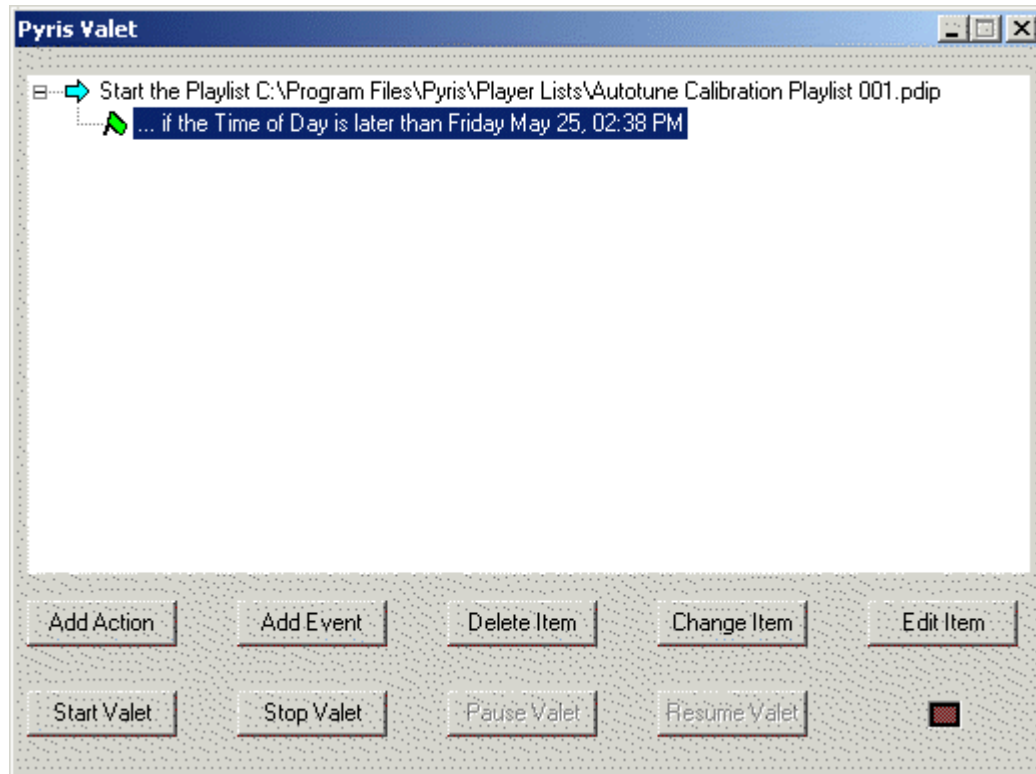 Pyris Valet
Start the Playlist C:\Program Files\Pyris\Player Lists\Autotune Calibration Playlist 001.pdip
... if the Time of Day is later than Friday May 25, 02:38 PM
Add Action Add Event Delete Item Change Item Edit Item
Start Valet Stop Valet Pause Valet Resume Valet